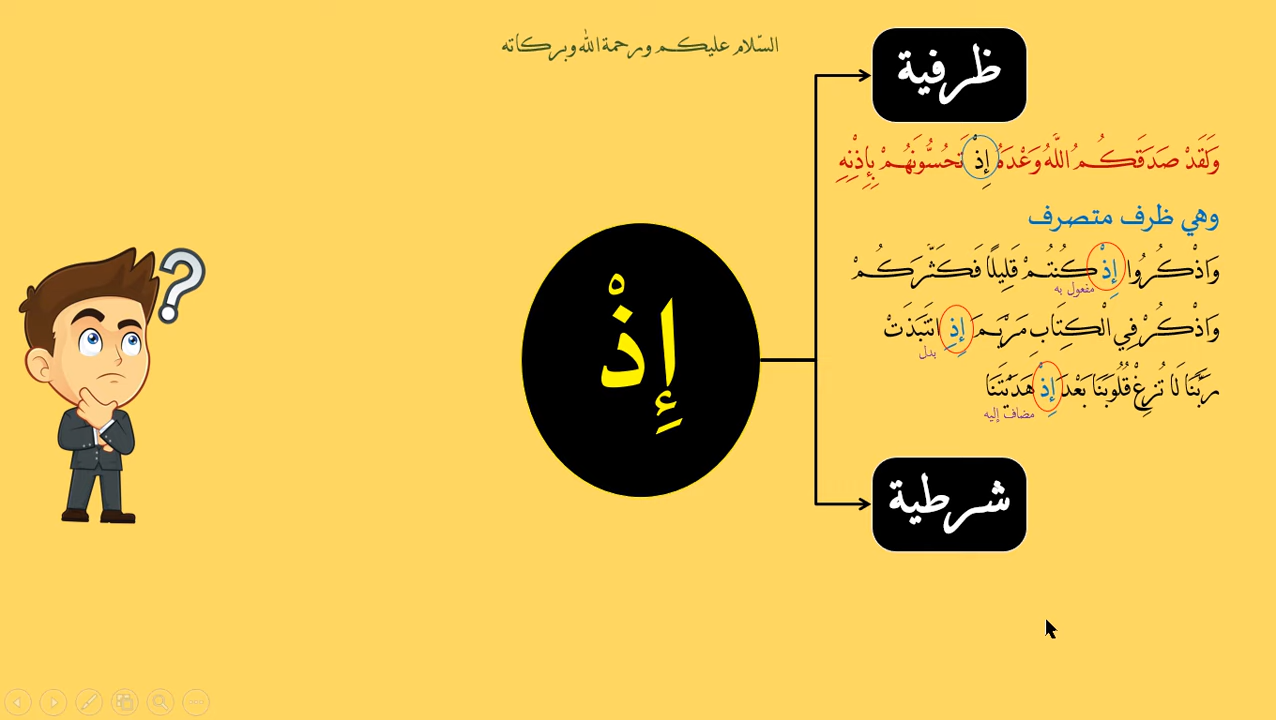 السّلام عليكم ورحمة الله وبركاته
ظرفية
وَلَقَدْ صَدَقَكُمُ اللَّهُ وَعْدَهُ إِذْ تَحُسُّونَهُمْ بِإِذْنِهِ
وهي ظرف متصرف
وَاذْكُرُوا إِذْ كُنتُمْ قَلِيلًا فَكَثَّرَكُمْ
مفعول به
وَاذْكُرْ فِي الْكِتَابِ مَرْيَمَ إِذِ انتَبَذَتْ
بدل
رَبَّنَا لَا تُزِغْ قُلُوبَنَا بَعْدَ إِذْ هَدَيْتَنَا
مضاف إليه
إِذْ
شرطية